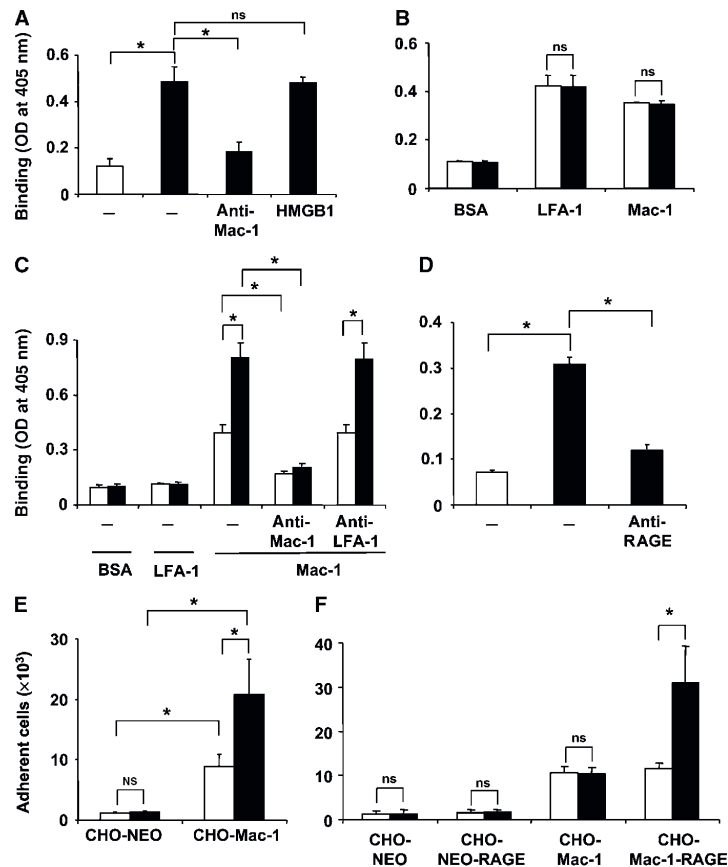 A
Binding (OD at 405 nm)
0.6
0.4
0.2
0
*
*
ns
–
–
Anti-
Mac-1
HMGB1
B
0.6
0.4
0.2
0
ns
ns
BSA
LFA-1
Mac-1
C
Binding (OD at 405 nm)
0.9
0.6
0.3
0
*
*
*
*
–
–
–
Anti-
Mac-1
Anti-
LFA-1
BSA
LFA-1
Mac-1
D
0.4
0.3
0.2
0.1
0
*
*
–
–
Anti-
RAGE
E
Adherent cells (×10³)
30
20
10
0
NS
*
*
*
CHO-NEO
CHO-Mac-1
F
40
30
20
10
0
ns
ns
ns
*
CHO-
NEO
CHO-
NEO-RAGE
CHO-
Mac-1
CHO-
Mac-1-RAGE